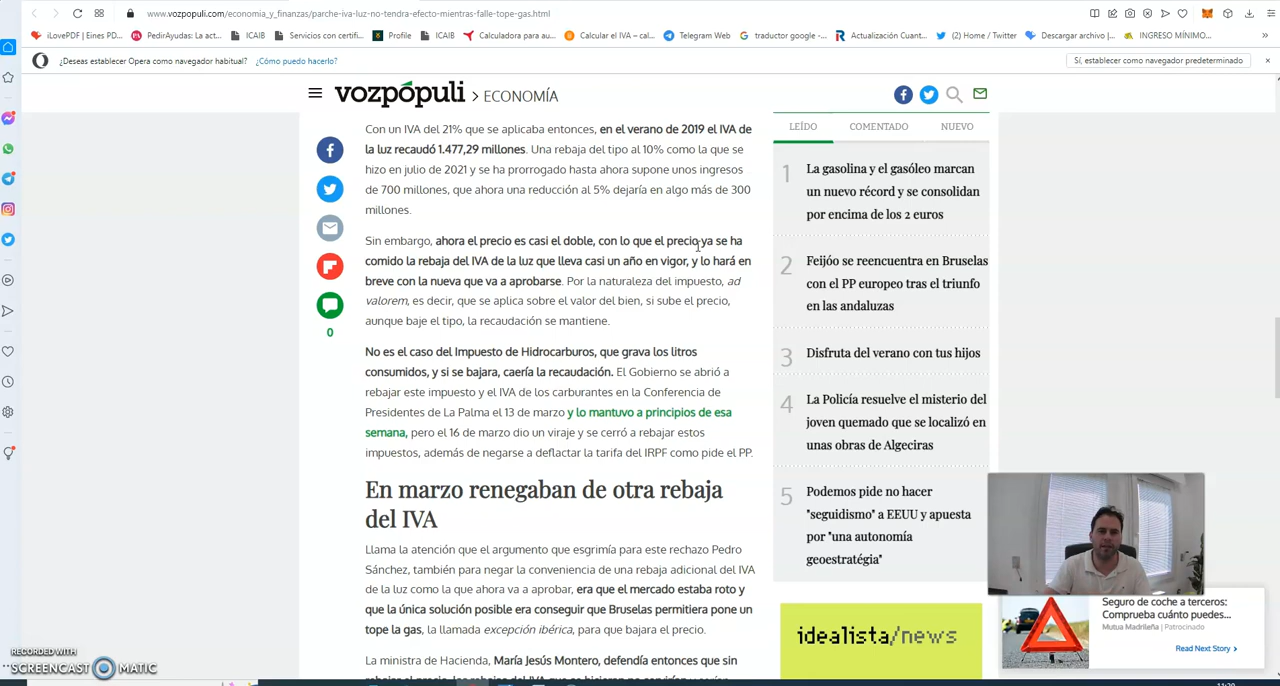 www.vozpopuli.com/economia_y_finanzas/parche-iva-luz-no-tendra-efecto-mientras-falle-tope-gas.html
iLovePDF | Eines PD...
PedirAyudas: La act...
ICAIB
Servicios con certifi...
Profile
ICAIB
Calculadora para au...
Calcular el IVA – cal...
Telegram Web
traductor google -...
Actualización Cuant...
(2) Home / Twitter
Descargar archivo |...
INGRESO MÍNIMO...
»
¿Deseas establecer Opera como navegador habitual? ¿Cómo puedo hacerlo?
Sí, establecer como navegador predeterminado
vozpópuli > ECONOMÍA
Con un IVA del 21% que se aplicaba entonces, en el verano de 2019 el IVA de
la luz recaudó 1.477,29 millones. Una rebaja del tipo al 10% como la que se
hizo en julio de 2021 y se ha prorrogado hasta ahora supone unos ingresos
de 700 millones, que ahora una reducción al 5% dejaría en algo más de 300
millones.
Sin embargo, ahora el precio es casi el doble, con lo que el precio ya se ha
comido la rebaja del IVA de la luz que lleva casi un año en vigor, y lo hará en
breve con la nueva que va a aprobarse. Por la naturaleza del impuesto, ad
valorem, es decir, que se aplica sobre el valor del bien, si sube el precio,
aunque baje el tipo, la recaudación se mantiene.
No es el caso del Impuesto de Hidrocarburos, que grava los litros
consumidos, y si se bajara, caería la recaudación. El Gobierno se abrió a
rebajar este impuesto y el IVA de los carburantes en la Conferencia de
Presidentes de La Palma el 13 de marzo y lo mantuvo a principios de esa
semana, pero el 16 de marzo dio un viraje y se cerró a rebajar estos
impuestos, además de negarse a deflactar la tarifa del IRPF como pide el PP.
En marzo renegaban de otra rebaja
del IVA
Llama la atención que el argumento que esgrimía para este rechazo Pedro
Sánchez, también para negar la conveniencia de una rebaja adicional del IVA
de la luz como la que ahora va a aprobar, era que el mercado estaba roto y
que la única solución posible era conseguir que Bruselas permitiera pone un
tope la gas, la llamada excepción ibérica, para que bajara el precio.
La ministra de Hacienda, María Jesús Montero, defendía entonces que sin
0
LEÍDO
COMENTADO
NUEVO
1
La gasolina y el gasóleo marcan
un nuevo récord y se consolidan
por encima de los 2 euros
2
Feijóo se reencuentra en Bruselas
con el PP europeo tras el triunfo
en las andaluzas
3
Disfruta del verano con tus hijos
4
La Policía resuelve el misterio del
joven quemado que se localizó en
unas obras de Algeciras
5
Podemos pide no hacer
"seguidismo" a EEUU y apuesta
por "una autonomía
geoestratégia"
idealista/news
Seguro de coche a terceros:
Comprueba cuánto puedes...
Mutua Madrileña | Patrocinado
Read Next Story >
RECORDED WITH
SCREENCAST MATIC